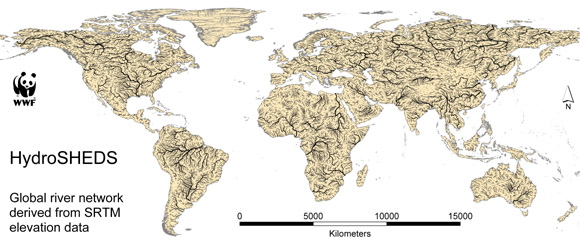 WWF
N
HydroSHEDS
Global river network
derived from SRTM
elevation data
0 5000 10000 15000
Kilometers